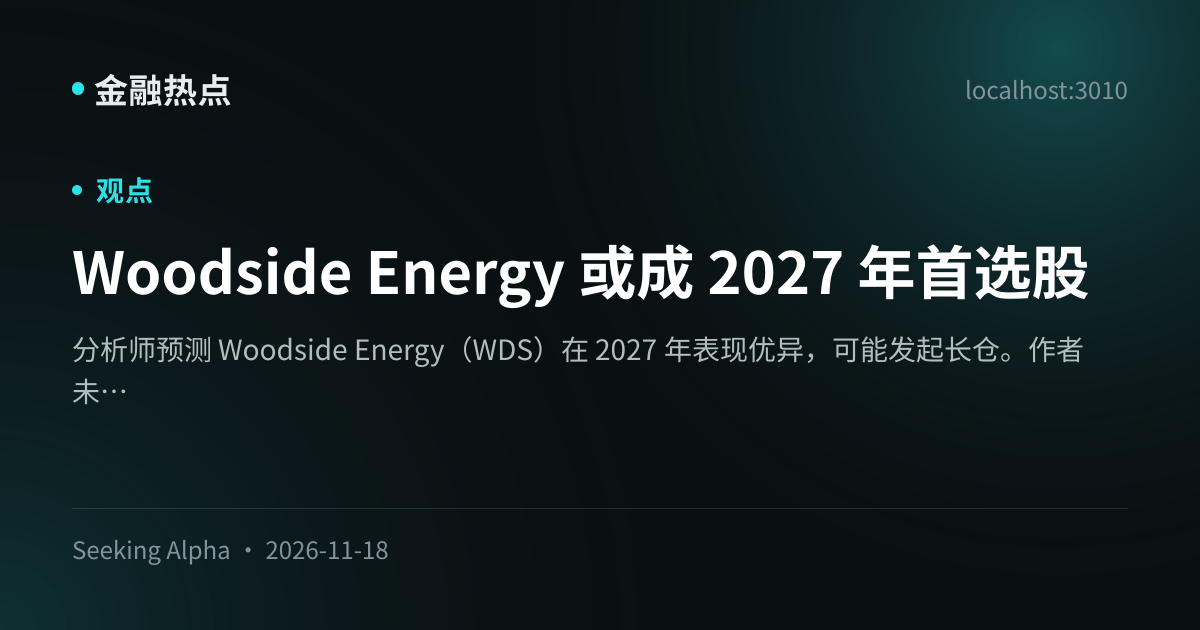 金融热点
localhost:3010
观点
Woodside Energy 或成 2027 年首选股
分析师预测 Woodside Energy（WDS）在 2027 年表现优异，可能发起长仓。作者
未…
Seeking Alpha · 2026-11-18